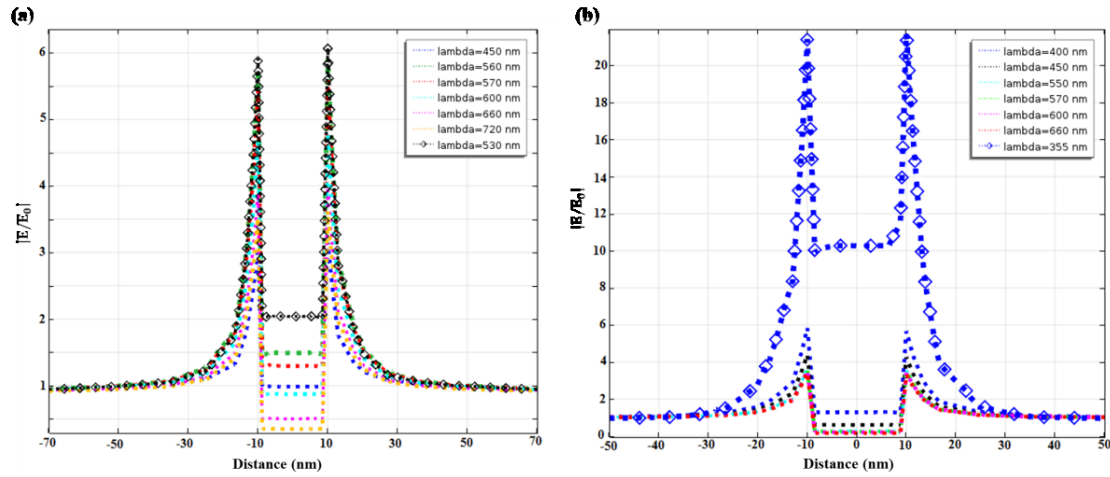 (a)
6
5
4
3
2
1
|E/E0|
lambda=450 nm
lambda=560 nm
lambda=570 nm
lambda=600 nm
lambda=660 nm
lambda=720 nm
lambda=530 nm
-70 -50 -30 -10 10 30 50 70
Distance (nm)
(b)
20
18
16
14
12
10
8
6
4
2
0
|E/E0|
lambda=400 nm
lambda=450 nm
lambda=550 nm
lambda=570 nm
lambda=600 nm
lambda=660 nm
lambda=355 nm
-50 -40 -30 -20 -10 0 10 20 30 40 50
Distance (nm)